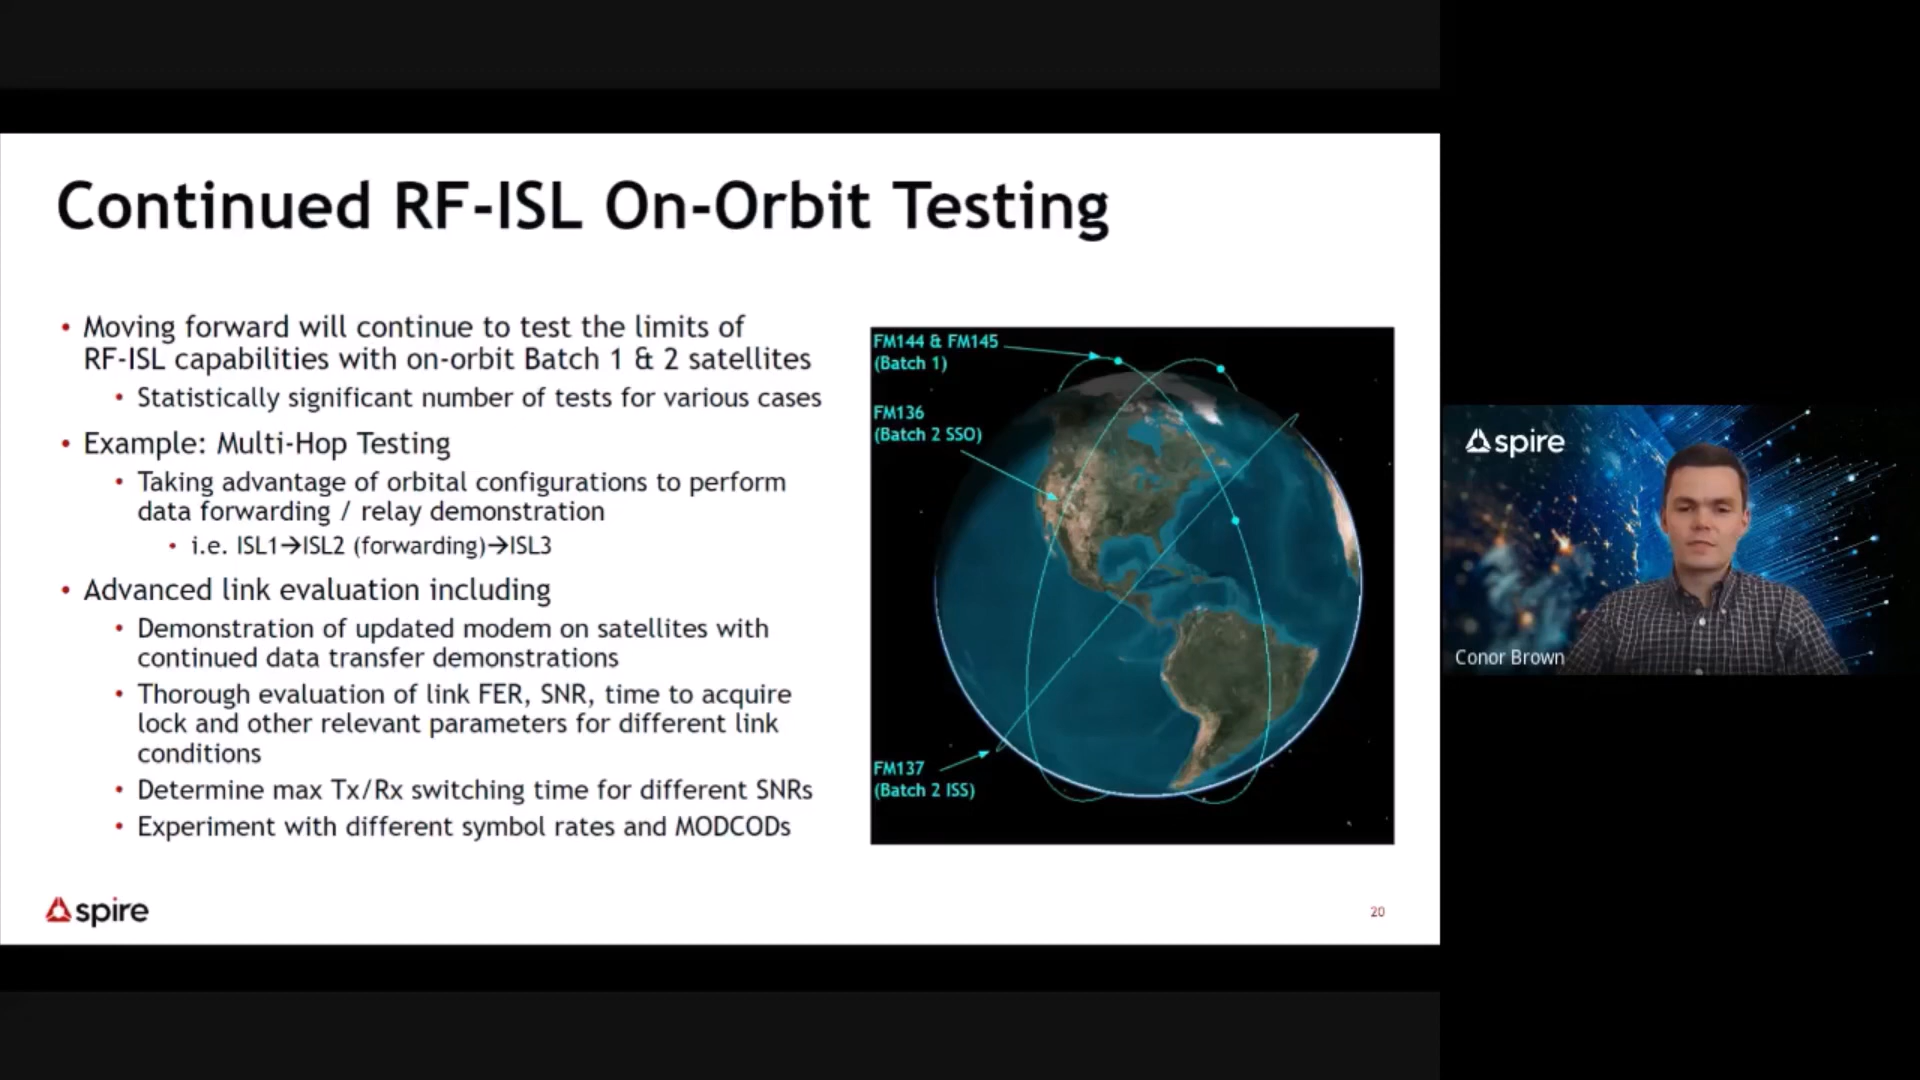 Continued RF-ISL On-Orbit Testing
• Moving forward will continue to test the limits of
RF-ISL capabilities with on-orbit Batch 1 & 2 satellites
• Statistically significant number of tests for various cases
• Example: Multi-Hop Testing
• Taking advantage of orbital configurations to perform
data forwarding / relay demonstration
• i.e. ISL1→ISL2 (forwarding)→ISL3
• Advanced link evaluation including
• Demonstration of updated modem on satellites with
continued data transfer demonstrations
• Thorough evaluation of link FER, SNR, time to acquire
lock and other relevant parameters for different link
conditions
• Determine max Tx/Rx switching time for different SNRs
• Experiment with different symbol rates and MODCODs
FM144 & FM145
(Batch 1)
FM136
(Batch 2 SSO)
FM137
(Batch 2 ISS)
spire
20
spire
Conor Brown